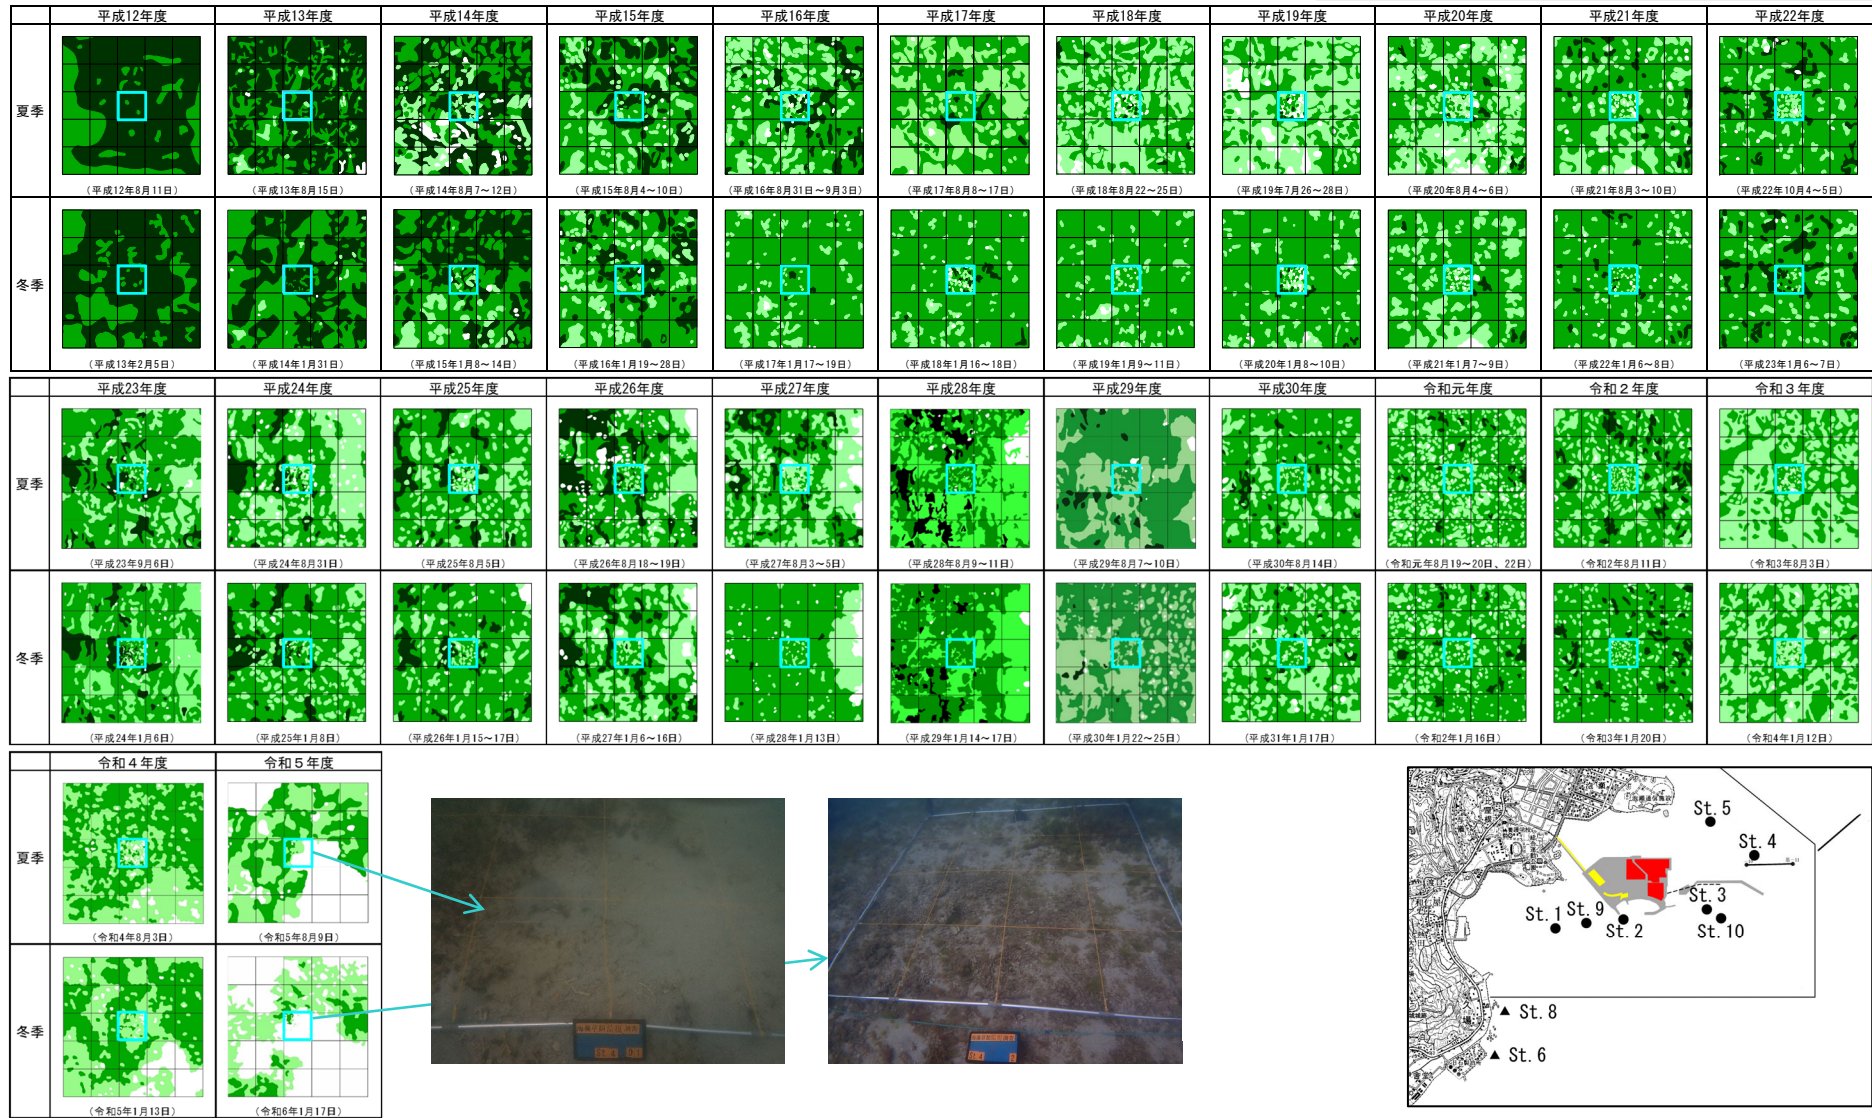 平成12年度 平成13年度 平成14年度 平成15年度 平成16年度 平成17年度 平成18年度 平成19年度 平成20年度 平成21年度 平成22年度
夏季
(平成12年8月11日) (平成13年8月15日) (平成14年8月7～12日) (平成15年8月4～10日) (平成16年8月31日～9月3日) (平成17年8月8～17日) (平成18年8月22～25日) (平成19年7月26～28日) (平成20年8月4～6日) (平成21年8月3～10日) (平成22年10月4～5日)
冬季
(平成13年2月5日) (平成14年1月31日) (平成15年1月8～14日) (平成16年1月19～28日) (平成17年1月17～19日) (平成18年1月16～18日) (平成19年1月9～11日) (平成20年1月8～10日) (平成21年1月7～9日) (平成22年1月6～8日) (平成23年1月6～7日)
平成23年度 平成24年度 平成25年度 平成26年度 平成27年度 平成28年度 平成29年度 平成30年度 令和元年度 令和２年度 令和３年度
夏季
(平成23年9月6日) (平成24年8月31日) (平成25年8月5日) (平成26年8月18～19日) (平成27年8月3～5日) (平成28年8月9～11日) (平成29年8月7～10日) (平成30年8月14日) (令和元年8月19～20日、22日) (令和2年8月11日) (令和3年8月3日)
冬季
(平成24年1月6日) (平成25年1月8日) (平成26年1月15～17日) (平成27年1月6～16日) (平成28年1月13日) (平成29年1月14～17日) (平成30年1月22～25日) (平成31年1月17日) (令和2年1月16日) (令和3年1月20日) (令和4年1月12日)
令和４年度 令和５年度
夏季
(令和4年8月3日) (令和5年8月9日)
冬季
(令和5年1月13日) (令和6年1月17日)
St.4
St.4
St.5
St.4
St.3
St.1 St.9
St.2 St.10
St.8
St.6